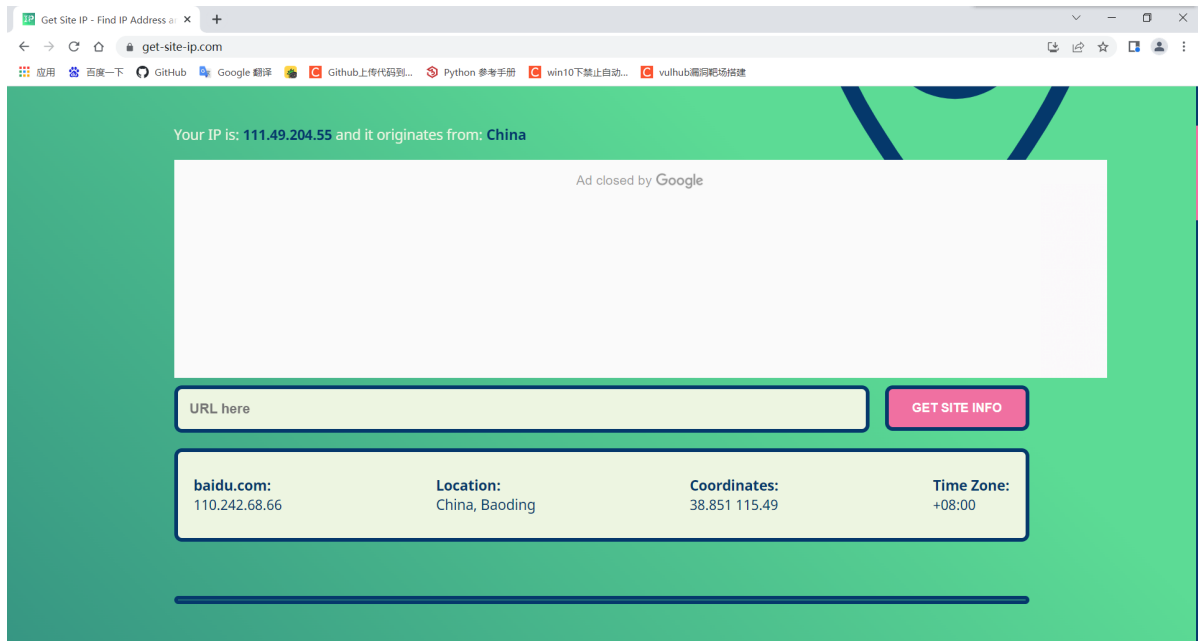 Get Site IP - Find IP Address a
get-site-ip.com
应用 百度一下 GitHub Google 翻译 Github上传代码到... Python 参考手册 win10下禁止自动... vulhub漏洞靶场搭建
Your IP is: 111.49.204.55 and it originates from: China
Ad closed by Google
URL here GET SITE INFO
baidu.com: Location: Coordinates: Time Zone:
110.242.68.66 China, Baoding 38.851 115.49 +08:00